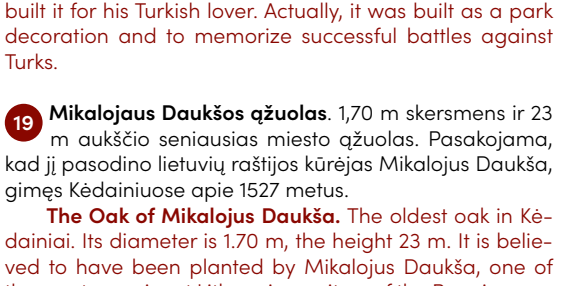 built it for his Turkish lover. Actually, it was built as a park
decoration and to memorize successful battles against
Turks.
19 Mikalojaus Daukšos ąžuolas. 1,70 m skersmens ir 23
m aukščio seniausias miesto ąžuolas. Pasakojama,
kad jį pasodino lietuvių raštijos kūrėjas Mikalojus Daukša,
gimęs Kėdainiuose apie 1527 metus.
The Oak of Mikalojus Daukša. The oldest oak in Kė-
dainiai. Its diameter is 1.70 m, the height 23 m. It is belie-
ved to have been planted by Mikalojus Daukša, one of